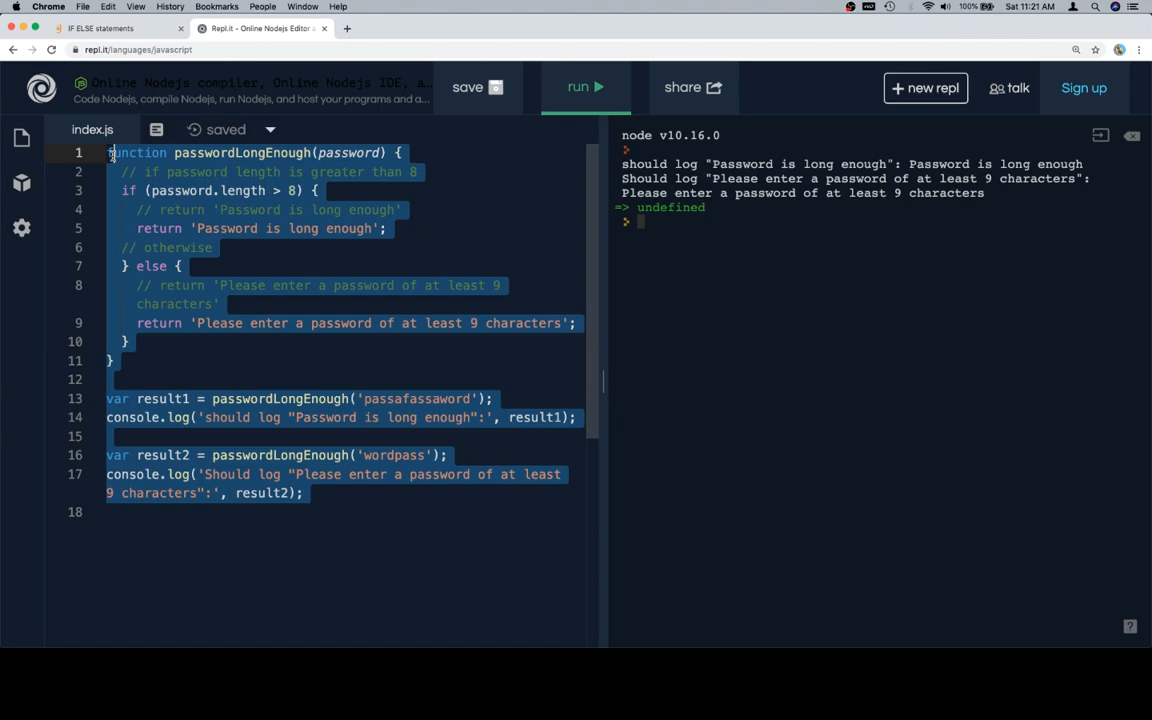 Chrome File Edit View History Bookmarks People Window Help
100% Sat 11:21 AM
IF ELSE statements
Repl.it - Online Nodejs Editor a
repl.it/languages/javascript
Online Nodejs compiler, Online Nodejs IDE, a...
Code Nodejs, compile Nodejs, run Nodejs, and host your programs and a...
save
run
share
+ new repl
talk
Sign up
index.js
saved
1 function passwordLongEnough(password) {
2 // if password length is greater than 8
3 if (password.length > 8) {
4 // return 'Password is long enough'
5 return 'Password is long enough';
6 // otherwise
7 } else {
8 // return 'Please enter a password of at least 9
characters'
9 return 'Please enter a password of at least 9 characters';
10 }
11 }
12
13 var result1 = passwordLongEnough('passafassaword');
14 console.log('should log "Password is long enough":', result1);
15
16 var result2 = passwordLongEnough('wordpass');
17 console.log('Should log "Please enter a password of at least
9 characters":', result2);
18
node v10.16.0
should log "Password is long enough": Password is long enough
Should log "Please enter a password of at least 9 characters":
Please enter a password of at least 9 characters
=> undefined
?